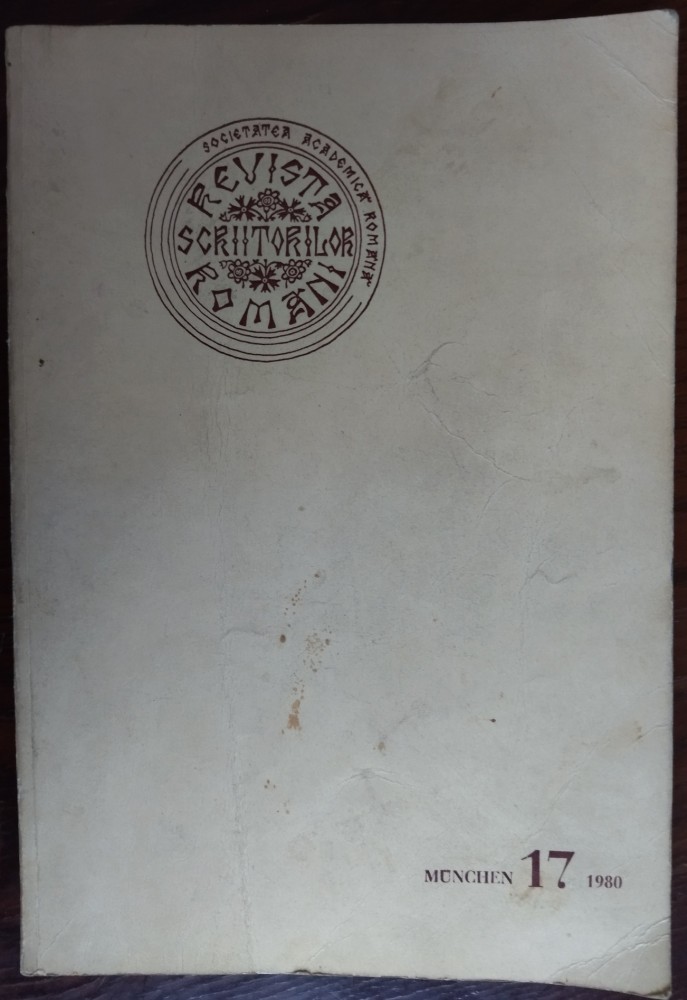 SOCIETATEA ACADEMICĂ ROMÂNĂ
REVISTA
SCRIITORILOR
ROMÂNI
MÜNCHEN 17 1980